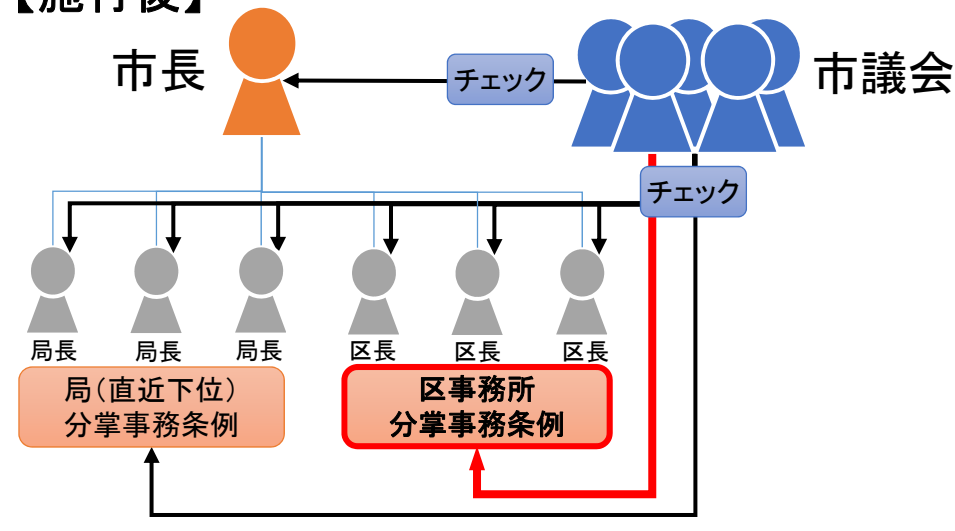 【施行後】
市長
チェック
市議会
チェック
局長
局長
局長
区長
区長
区長
局（直近下位）
分掌事務条例
区事務所
分掌事務条例